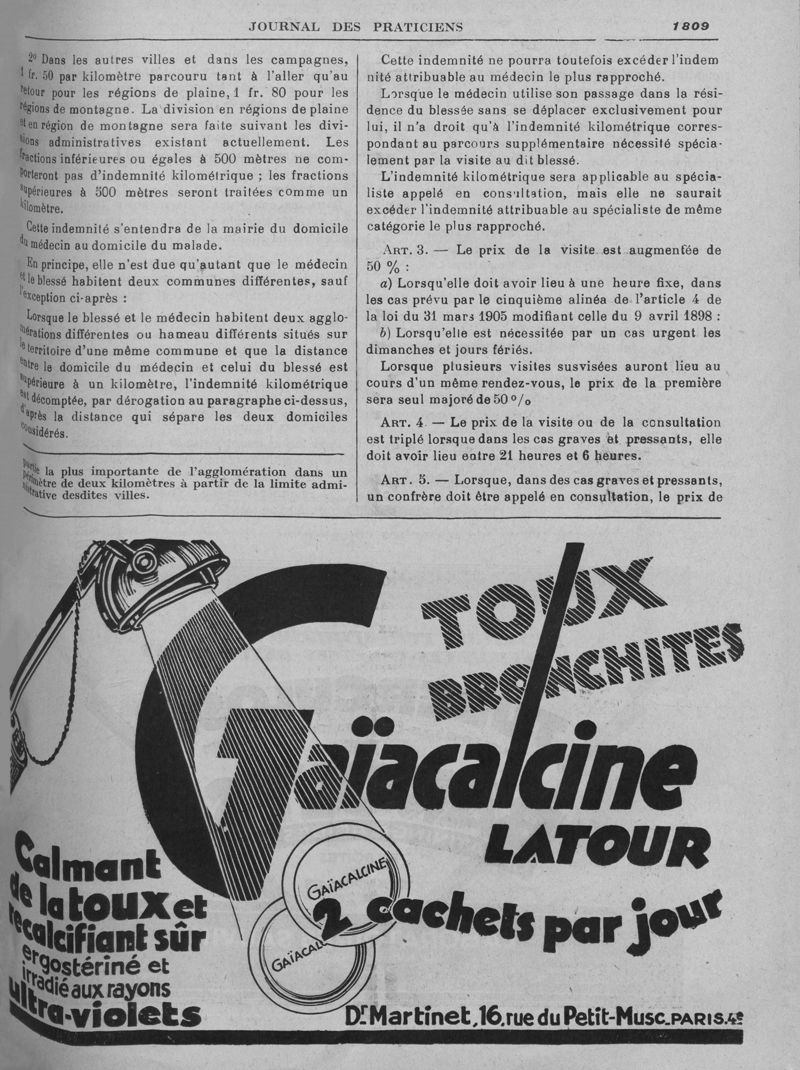 JOURNAL DES PRATICIENS
1809
2º Dans les autres villes et dans les campagnes,
1 fr. 50 par kilomètre parcouru tant à l'aller qu'au
retour pour les régions de plaine, 1 fr. 80 pour les
régions de montagne. La division en régions de plaine
et en région de montagne sera faite suivant les divi-
sions administratives existant actuellement. Les
fractions inférieures ou égales à 500 mètres ne com-
porteront pas d'indemnité kilométrique ; les fractions
supérieures à 500 mètres seront traitées comme un
kilomètre.
Cette indemnité s'entendra de la mairie du domicile
du médecin au domicile du malade.
En principe, elle n'est due qu'autant que le médecin
et le blessé habitent deux communes différentes, sauf
l'exception ci-après :
Lorsque le blessé et le médecin habitent deux agglo-
mérations différentes ou hameau différents situés sur
le territoire d'une même commune et que la distance
entre le domicile du médecin et celui du blessé est
supérieure à un kilomètre, l'indemnité kilométrique
est décomptée, par dérogation au paragraphe ci-dessus,
d'après la distance qui sépare les deux domiciles
considérés.
partie la plus importante de l'agglomération dans un
périmètre de deux kilomètres à partir de la limite admi-
nistrative desdites villes.
Cette indemnité ne pourra toutefois excéder l'indem
nité attribuable au médecin le plus rapproché.
Lorsque le médecin utilise son passage dans la rési-
dence du blessée sans se déplacer exclusivement pour
lui, il n'a droit qu'à l'indemnité kilométrique corres-
pondant au parcours supplémentaire nécessité spécia-
lement par la visite au dit blessé.
L'indemnité kilométrique sera applicable au spécia-
liste appelé en consultation, mais elle ne saurait
excéder l'indemnité attribuable au spécialiste de même
catégorie le plus rapproché.
ART. 3. — Le prix de la visite est augmentée de
50 % :
a) Lorsqu'elle doit avoir lieu à une heure fixe, dans
les cas prévu par le cinquième alinéa de l'article 4 de
la loi du 31 mars 1905 modifiant celle du 9 avril 1898 :
b) Lorsqu'elle est nécessitée par un cas urgent les
dimanches et jours fériés.
Lorsque plusieurs visites susvisées auront lieu au
cours d'un même rendez-vous, le prix de la première
sera seul majoré de 50 %
ART. 4. — Le prix de la visite ou de la consultation
est triplé lorsque dans les cas graves et pressants, elle
doit avoir lieu entre 21 heures et 6 heures.
ART. 5. — Lorsque, dans des cas graves et pressants,
un confrère doit être appelé en consultation, le prix de
TOUX
BRONCHITES
Gaïacalcine
LATOUR
GAÏACALCINE
GAÏACAL
2 cachets par jour
Calmant
de la toux et
recalcifiant sûr
ergostériné et
irradié aux rayons
ultra-violets
Dr Martinet, 16, rue du Petit-Musc_PARIS.4e